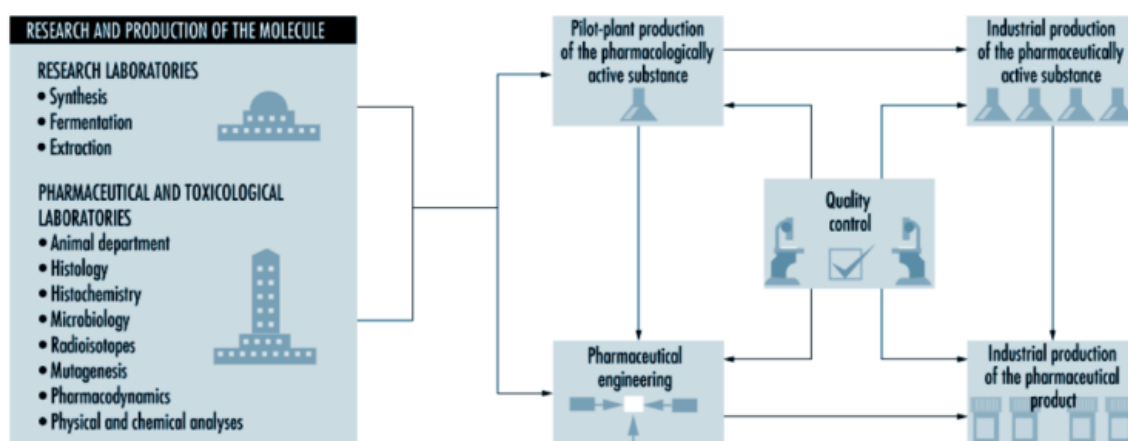 RESEARCH AND PRODUCTION OF THE MOLECULE
RESEARCH LABORATORIES
• Synthesis
• Fermentation
• Extraction
PHARMACEUTICAL AND TOXICOLOGICAL
LABORATORIES
• Animal department
• Histology
• Histochemistry
• Microbiology
• Radioisotopes
• Mutagenesis
• Pharmacodynamics
• Physical and chemical analyses
Pilot-plant production
of the pharmacologically
active substance
Industrial production
of the pharmaceutically
active substance
Quality
control
Pharmaceutical
engineering
Industrial production
of the pharmaceutical
product